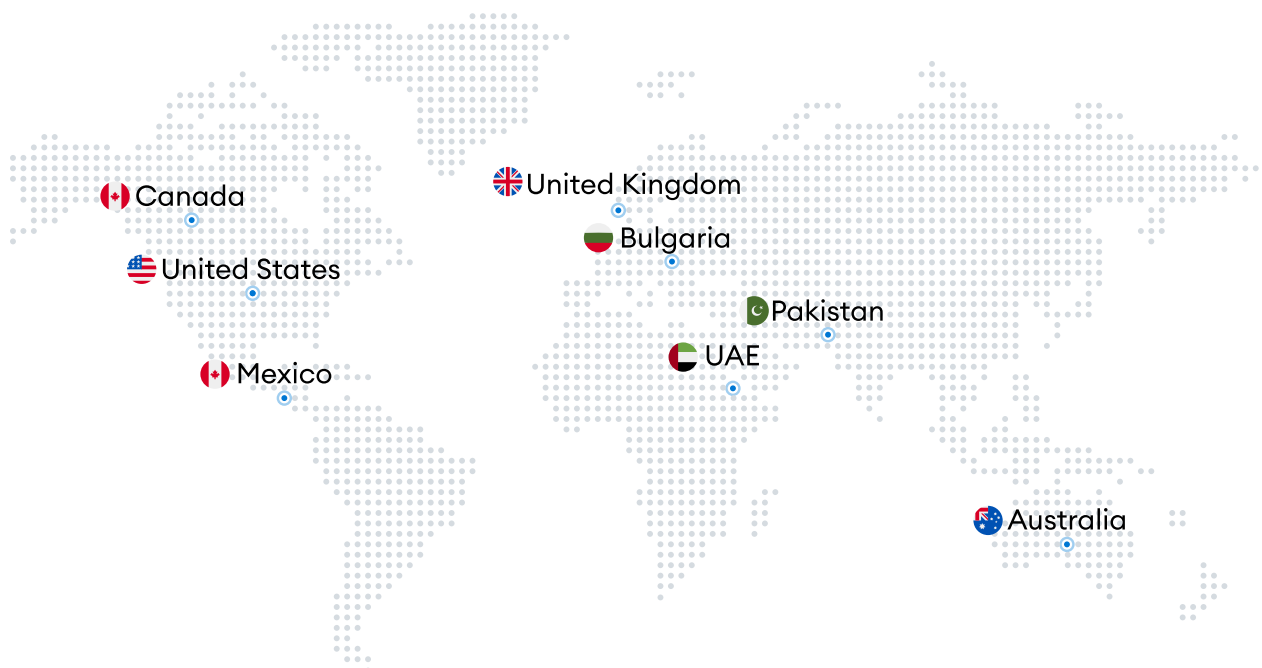 United Kingdom
Canada
Bulgaria
United States
Pakistan
UAE
Mexico
Australia